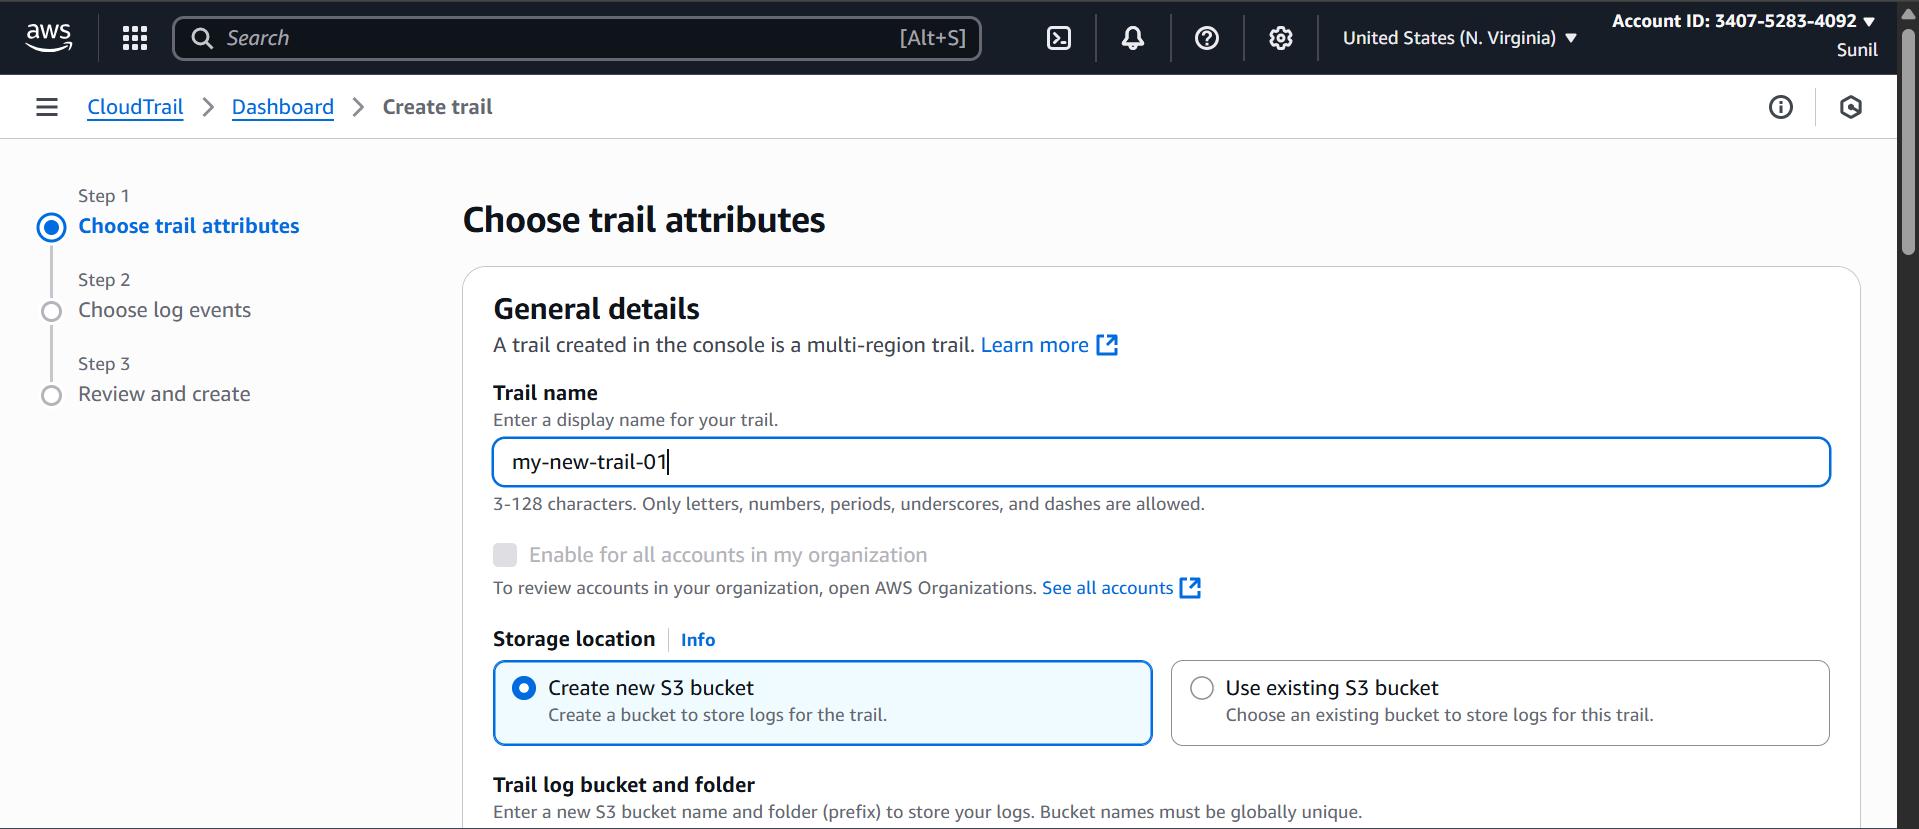 aws
Search [Alt+S]
United States (N. Virginia)
Account ID: 3407-5283-4092
Sunil
CloudTrail
Dashboard
Create trail
Step 1
Choose trail attributes
Step 2
Choose log events
Step 3
Review and create
Choose trail attributes
General details
A trail created in the console is a multi-region trail. Learn more
Trail name
Enter a display name for your trail.
my-new-trail-01
3-128 characters. Only letters, numbers, periods, underscores, and dashes are allowed.
Enable for all accounts in my organization
To review accounts in your organization, open AWS Organizations. See all accounts
Storage location Info
Create new S3 bucket
Create a bucket to store logs for the trail.
Use existing S3 bucket
Choose an existing bucket to store logs for this trail.
Trail log bucket and folder
Enter a new S3 bucket name and folder (prefix) to store your logs. Bucket names must be globally unique.